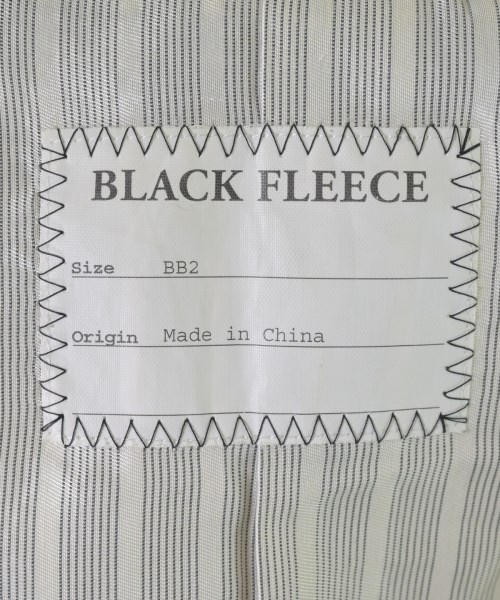 BLACK FLEECE
Size BB2
Origin Made in China